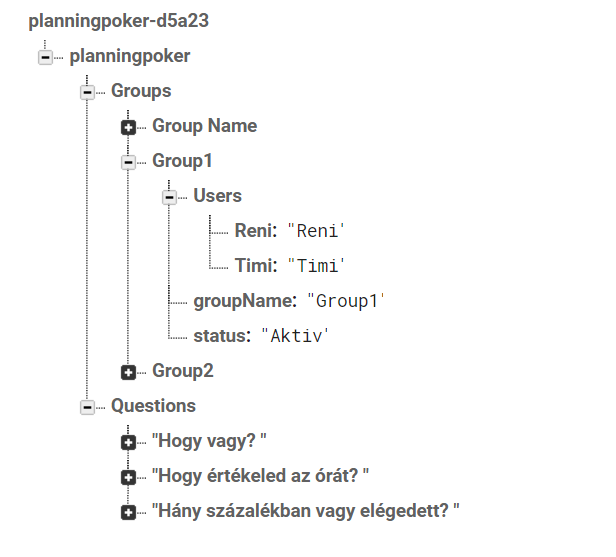 planningpoker-d5a23
planningpoker
Groups
Group Name
Group1
Users
Reni: "Reni'
Timi: "Timi'
groupName: "Group1'
status: "Aktiv'
Group2
Questions
"Hogy vagy? "
"Hogy értékeled az órát? "
"Hány százalékban vagy elégedett? "